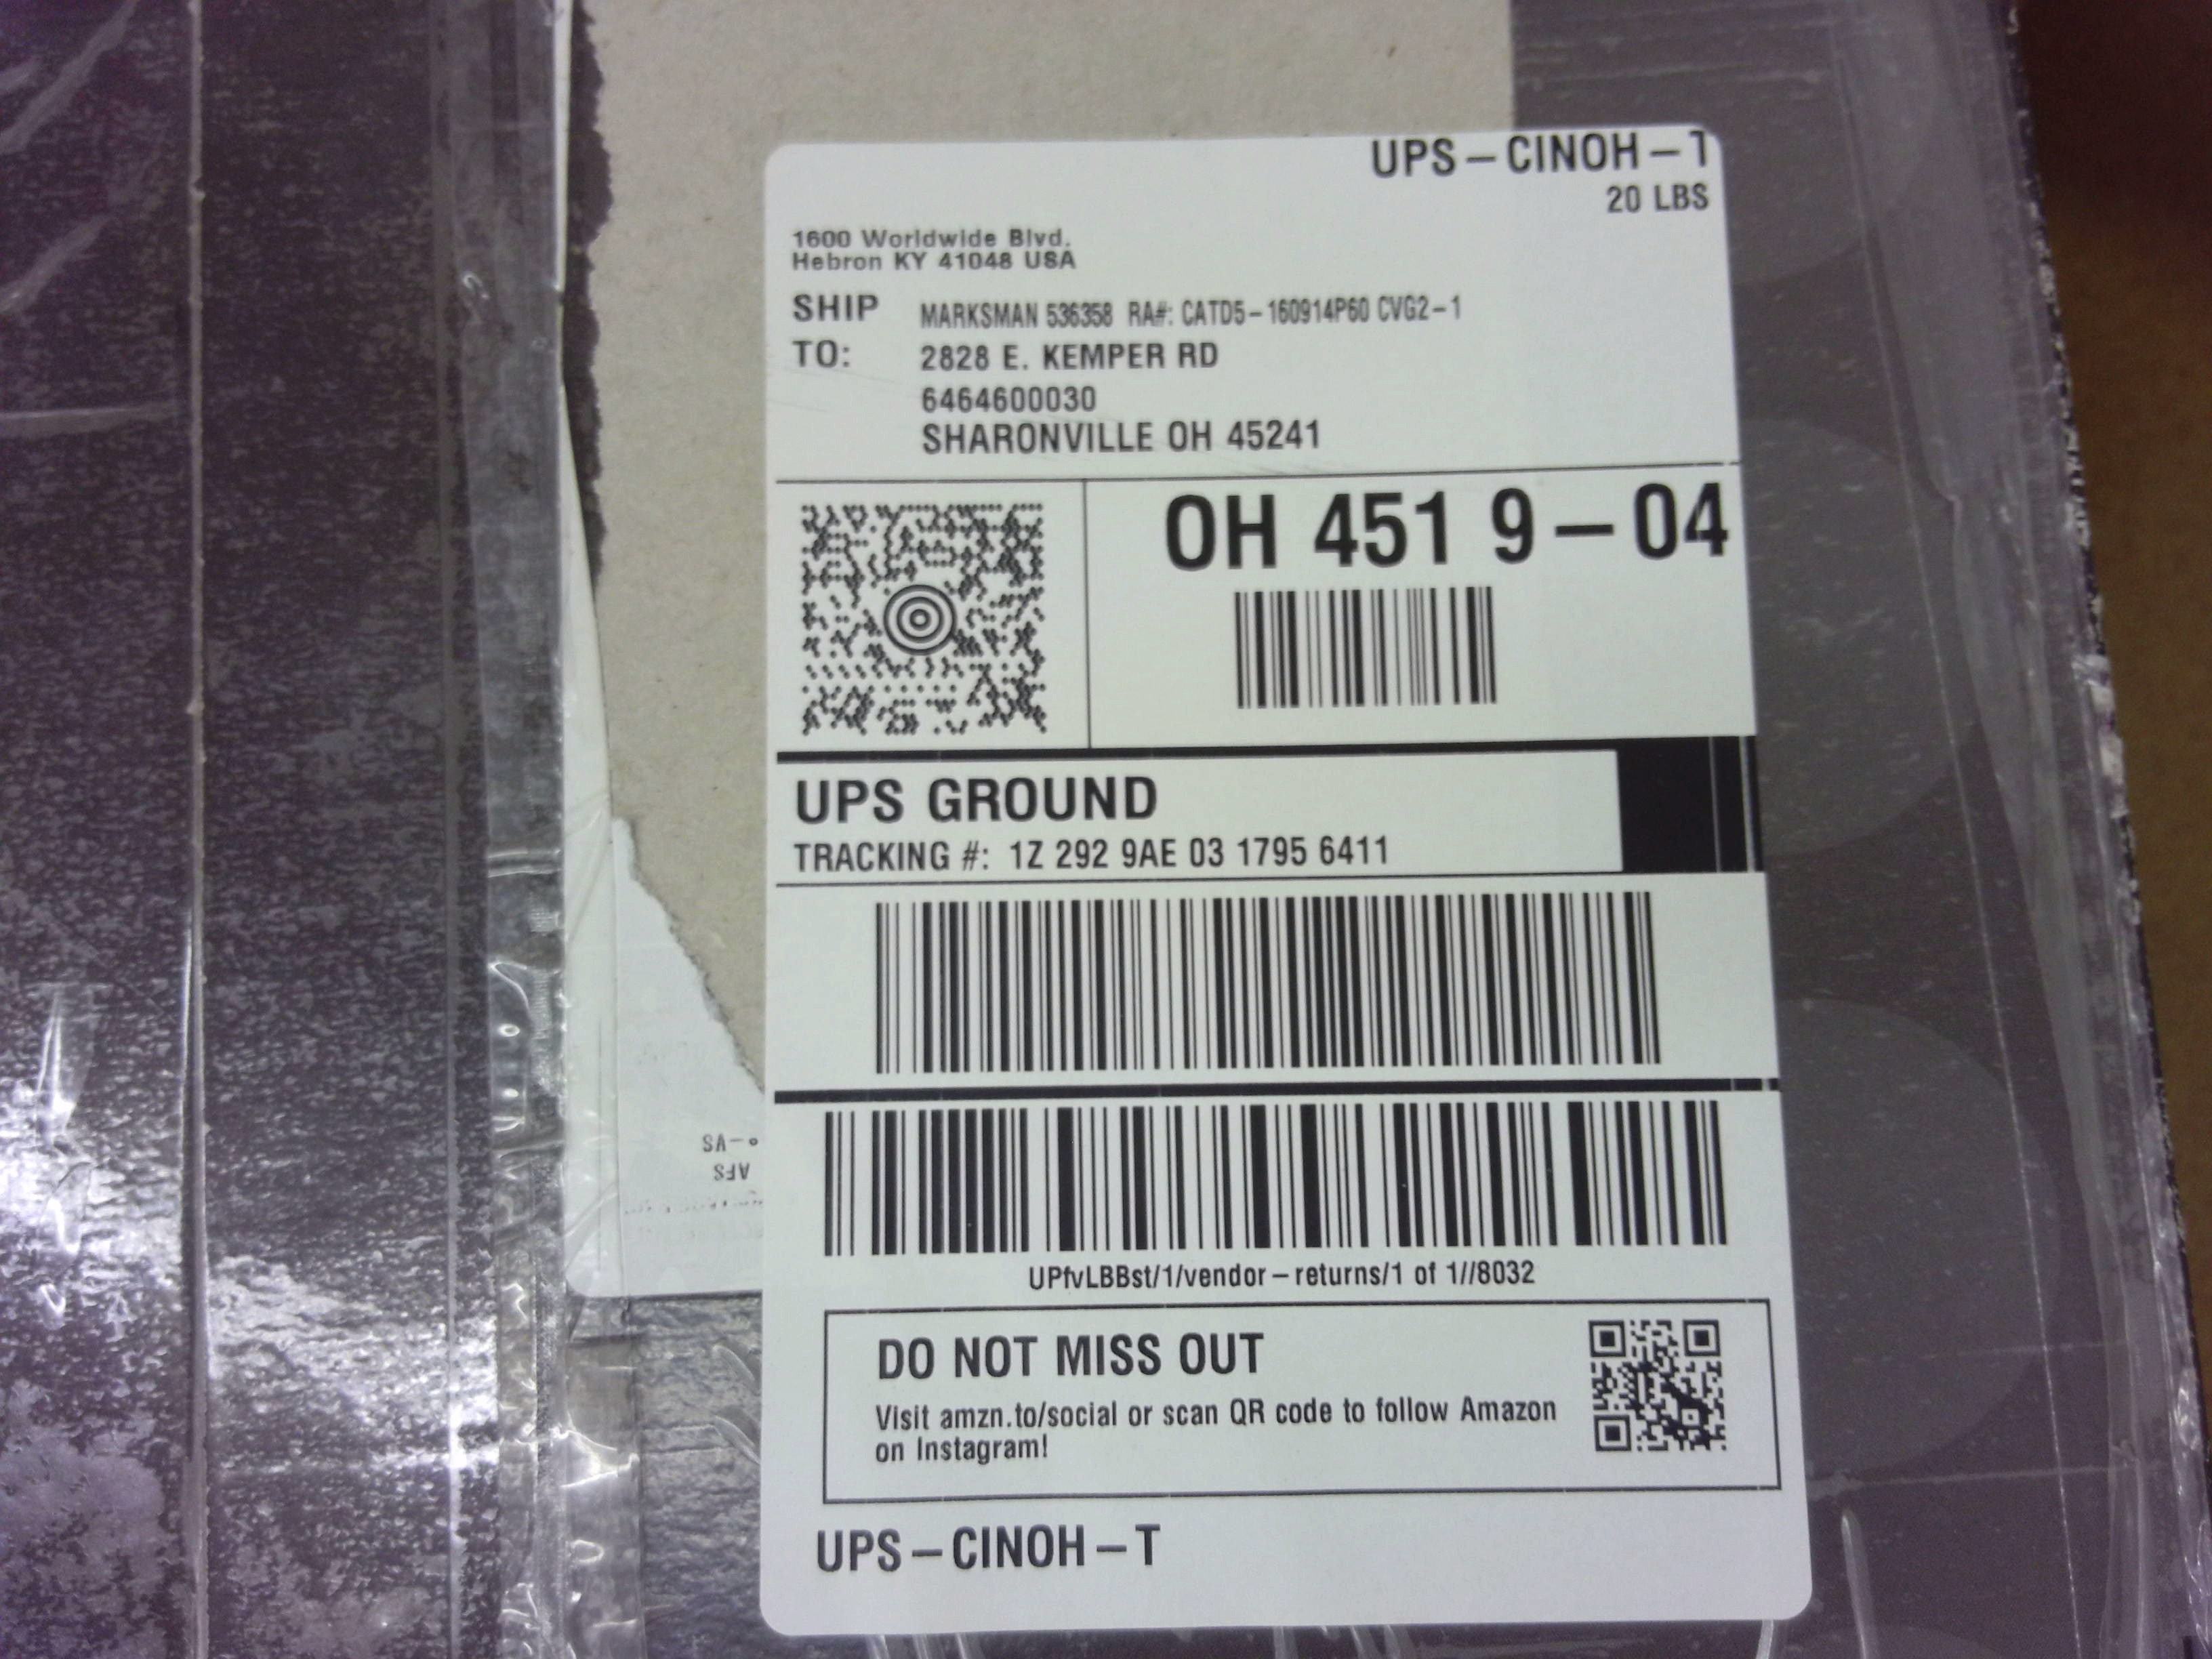 UPS-CINOH-T
20 LBS
1600 Worldwide Blvd.
Hebron KY 41048 USA
SHIP TO:
MARKSMAN 536358 RA#: CATD5-160914P60 CVG2-1
2828 E. KEMPER RD
6464600030
SHARONVILLE OH 45241
OH 451 9-04
UPS GROUND
TRACKING #: 1Z 292 9AE 03 1795 6411
SA-
AFS
UPfvLBBst/1/vendor-returns/1 of 1//8032
DO NOT MISS OUT
Visit amzn.to/social or scan QR code to follow Amazon
on Instagram!
UPS-CINOH-T